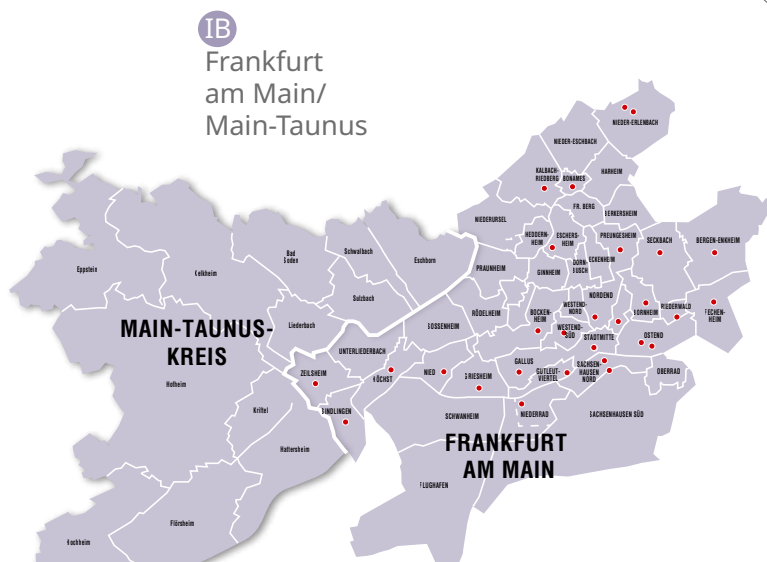 IB
Frankfurt
am Main/
Main-Taunus
NIEDER-ERLENBACH
NIEDER-ESCHBACH
KALBACH-
RIEDBERG
BONAMES
HARHEIM
FR. BERG
BERKERSHEIM
NIEDERURSEL
HEDDERN-
HEIM
ESCHERS-
HEIM
PREUNGESHEIM
SECKBACH
BERGEN-ENKHEIM
ECKENHEIM
DORN-
BUSCH
GINNHEIM
PRAUNHEIM
Eppstein
Kelkheim
Bad
Soden
Schwalbach
Eschborn
Sulzbach
Liederbach
MAIN-TAUNUS-
KREIS
Hofheim
Kriftel
Hattersheim
Flörsheim
Hochheim
NORDEND
WESTEND-
NORD
RÖDELHEIM
BOCKEN-
HEIM
WESTEND-
SÜD
STADTMITTE
BORNHEIM
RIEDERWALD
FECHEN-
HEIM
OSTEND
SOSSENHEIM
UNTERLIEDERBACH
ZEILSHEIM
HÖCHST
NIED
GRIESHEIM
GALLUS
GUTLEUT-
VIERTEL
SACHSEN-
HAUSEN
NORD
OBERRAD
SINDLINGEN
SCHWANHEIM
NIEDERRAD
SACHSENHAUSEN SÜD
FRANKFURT
AM MAIN
FLUGHAFEN